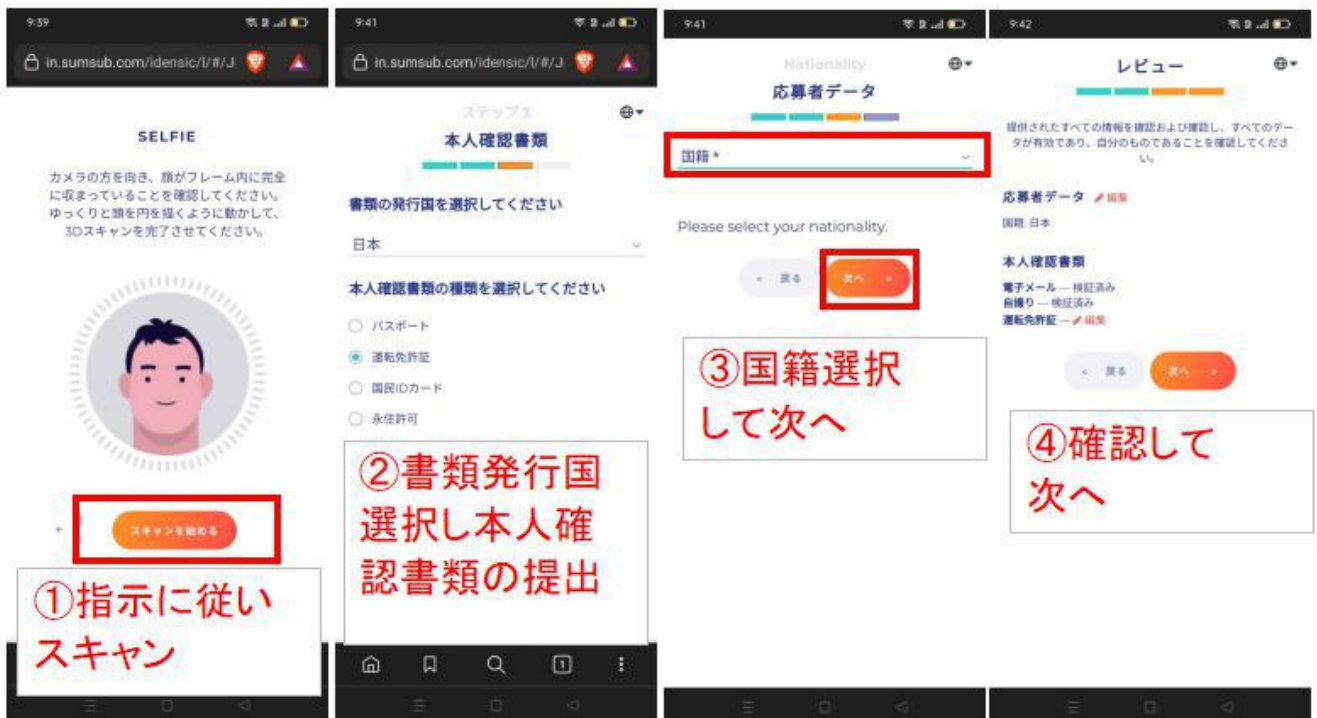 9:39
in.sumsub.com/idensic/l/#/J
SELFIE
カメラの方を向き、顔がフレーム内に完全
に収まっていることを確認してください。
ゆっくりと頭を円を描くように動かして、
3Dスキャンを完了させてください。
スキャンを始める
①指示に従い
スキャン
9:41
in.sumsub.com/idensic/l/#/J
ステップ 3
本人確認書類
書類の発行国を選択してください
日本
本人確認書類の種類を選択してください
パスポート
運転免許証
国民IDカード
永住許可
②書類発行国
選択し本人確
認書類の提出
1
9:41
Nationality
応募者データ
国籍 *
Please select your nationality.
戻る
次へ
③国籍選択
して次へ
9:42
レビュー
提供されたすべての情報を確認および確認し、すべてのデー
タが有効であり、自分のものであることを確認してくださ
い。
応募者データ 編集
国籍: 日本
本人確認書類
電子メール — 検証済み
自撮り — 検証済み
運転免許証 — 編集
戻る
次へ
④確認して
次へ